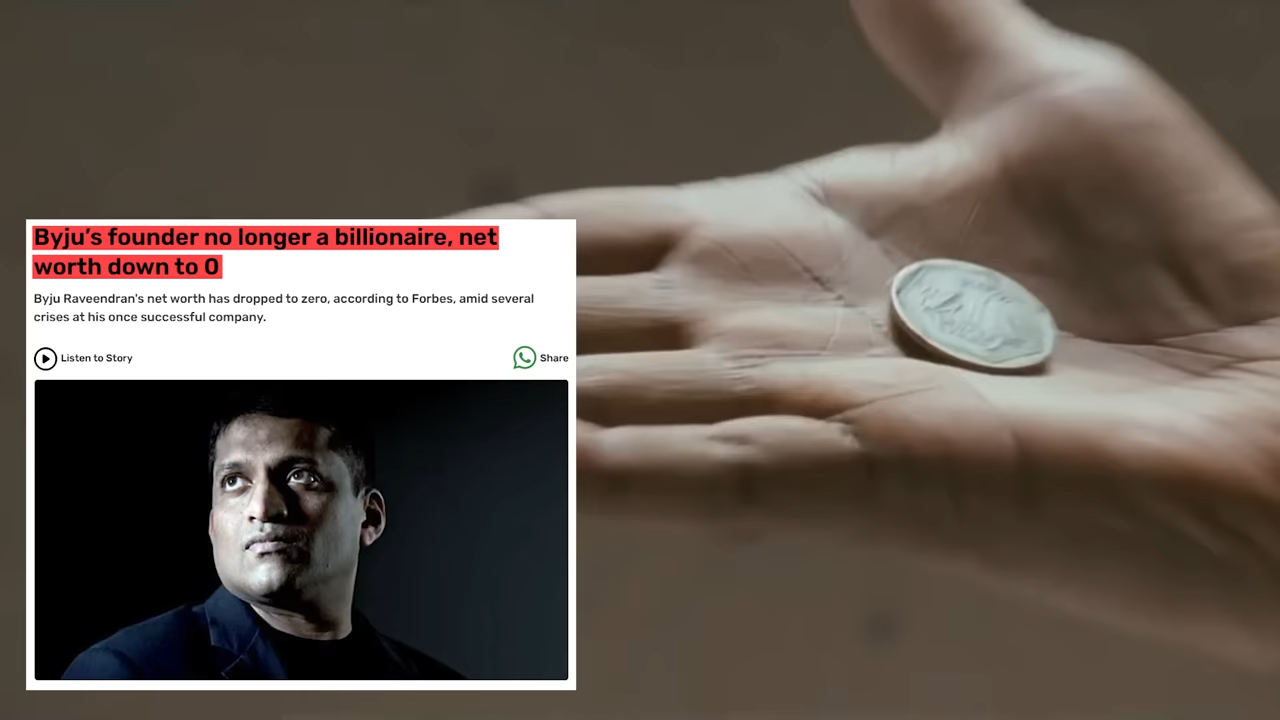 Byju's founder no longer a billionaire, net
worth down to 0
Byju Raveendran's net worth has dropped to zero, according to Forbes, amid several
crises at his once successful company.
Listen to Story
Share